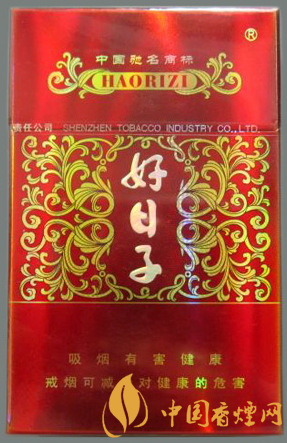 ®
中国驰名商标
HAORIZI
责任公司 SHENZHEN TOBACCO INDUSTRY CO.,LTD.
好日子
吸烟有害健康
戒烟可减 对健康的危害
中国香烟网